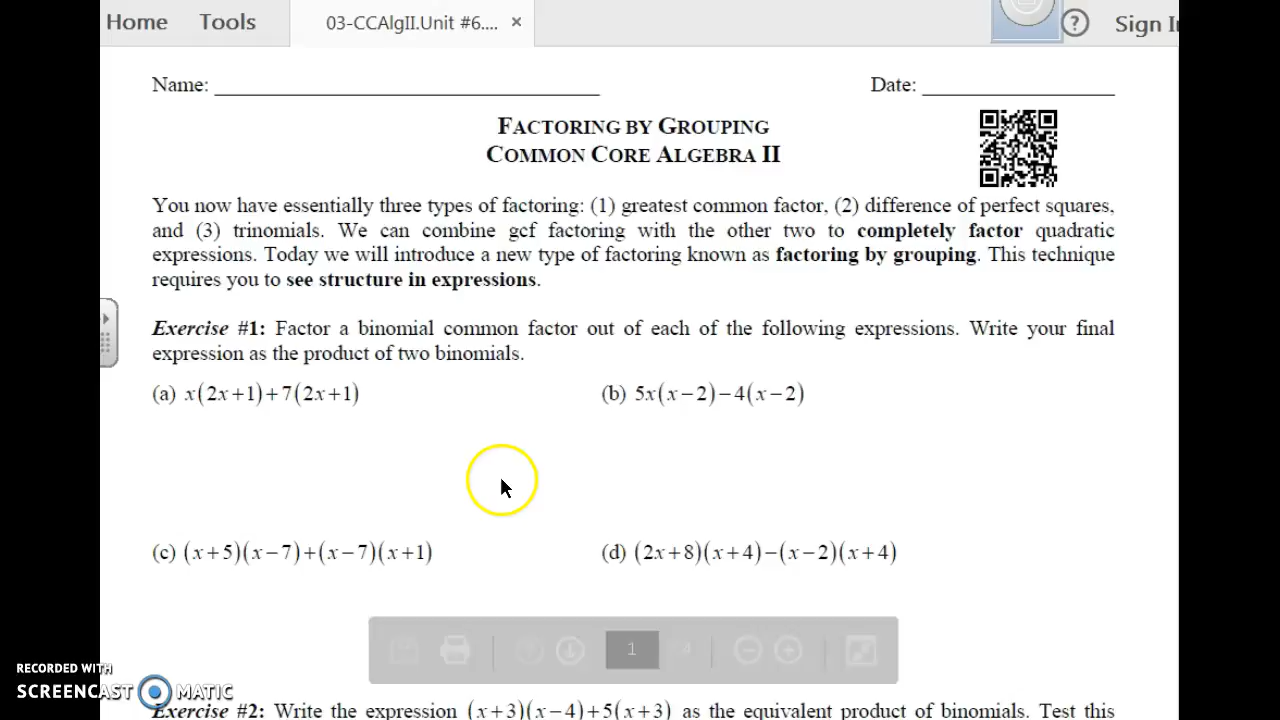 Home Tools 03-CCAlgII.Unit #6.... × ? Sign I
Name: ___ Date: ___
FACTORING BY GROUPING
COMMON CORE ALGEBRA II
You now have essentially three types of factoring: (1) greatest common factor, (2) difference of perfect squares,
and (3) trinomials. We can combine gcf factoring with the other two to completely factor quadratic
expressions. Today we will introduce a new type of factoring known as factoring by grouping. This technique
requires you to see structure in expressions.
Exercise #1: Factor a binomial common factor out of each of the following expressions. Write your final
expression as the product of two binomials.
(a) x(2x+1)+7(2x+1) (b) 5x(x−2)−4(x−2)
(c) (x+5)(x−7)+(x−7)(x+1) (d) (2x+8)(x+4)−(x−2)(x+4)
1 4
RECORDED WITH
SCREENCAST MATIC
Exercise #2: Write the expression (x+3)(x−4)+5(x+3) as the equivalent product of binomials. Test this